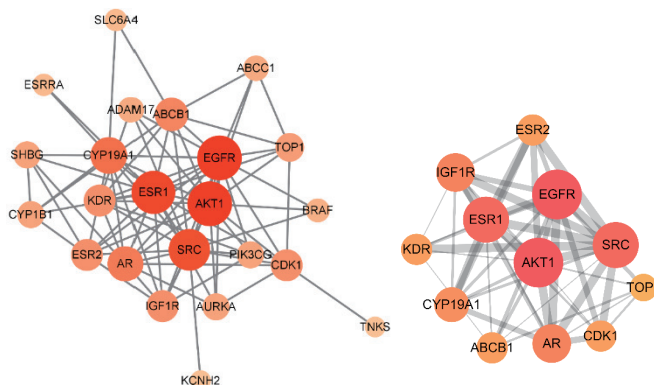 SLC6A4
ESRRA
ABCC1
ADAM17
ABCB1
SHBG
CYP19A1
EGFR
TOP1
KDR
ESR1
AKT1
CYP1B1
BRAF
ESR2
AR
SRC
PIK3CG
CDK1
IGF1R
AURKA
TNKS
KCNH2
ESR2
IGF1R
EGFR
ESR1
KDR
SRC
AKT1
TOP
CYP19A1
ABCB1
AR
CDK1